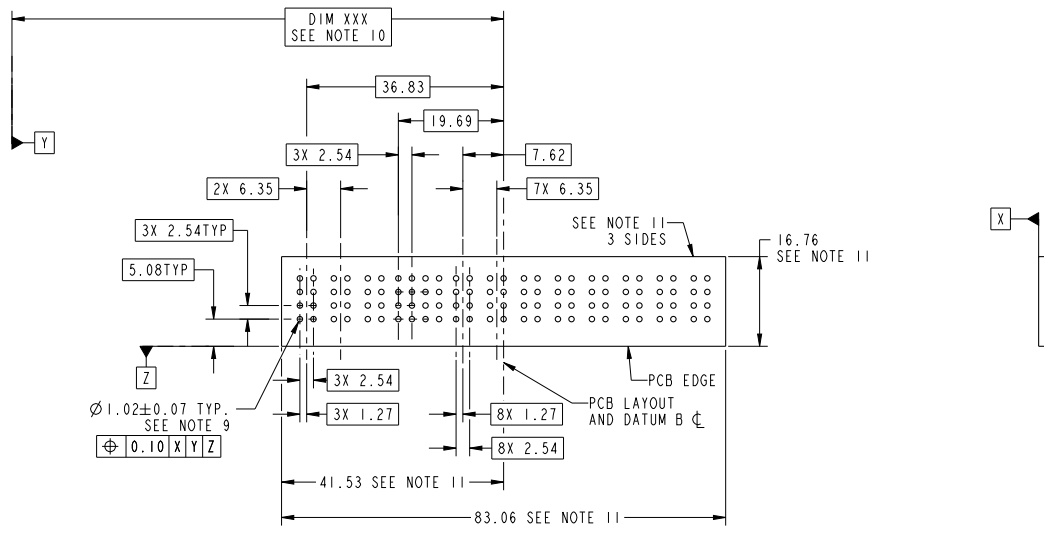 DIM XXX
SEE NOTE 10
36.83
Y
19.69
3X 2.54
7.62
2X 6.35
7X 6.35
X
SEE NOTE 11
3 SIDES
3X 2.54TYP
16.76
SEE NOTE 11
5.08TYP
Z
3X 2.54
PCB EDGE
Ø1.02±0.07 TYP.
SEE NOTE 9
3X 1.27
8X 1.27
PCB LAYOUT
AND DATUM B ℄
⌖ 0.10 X Y Z
8X 2.54
41.53 SEE NOTE 11
83.06 SEE NOTE 11